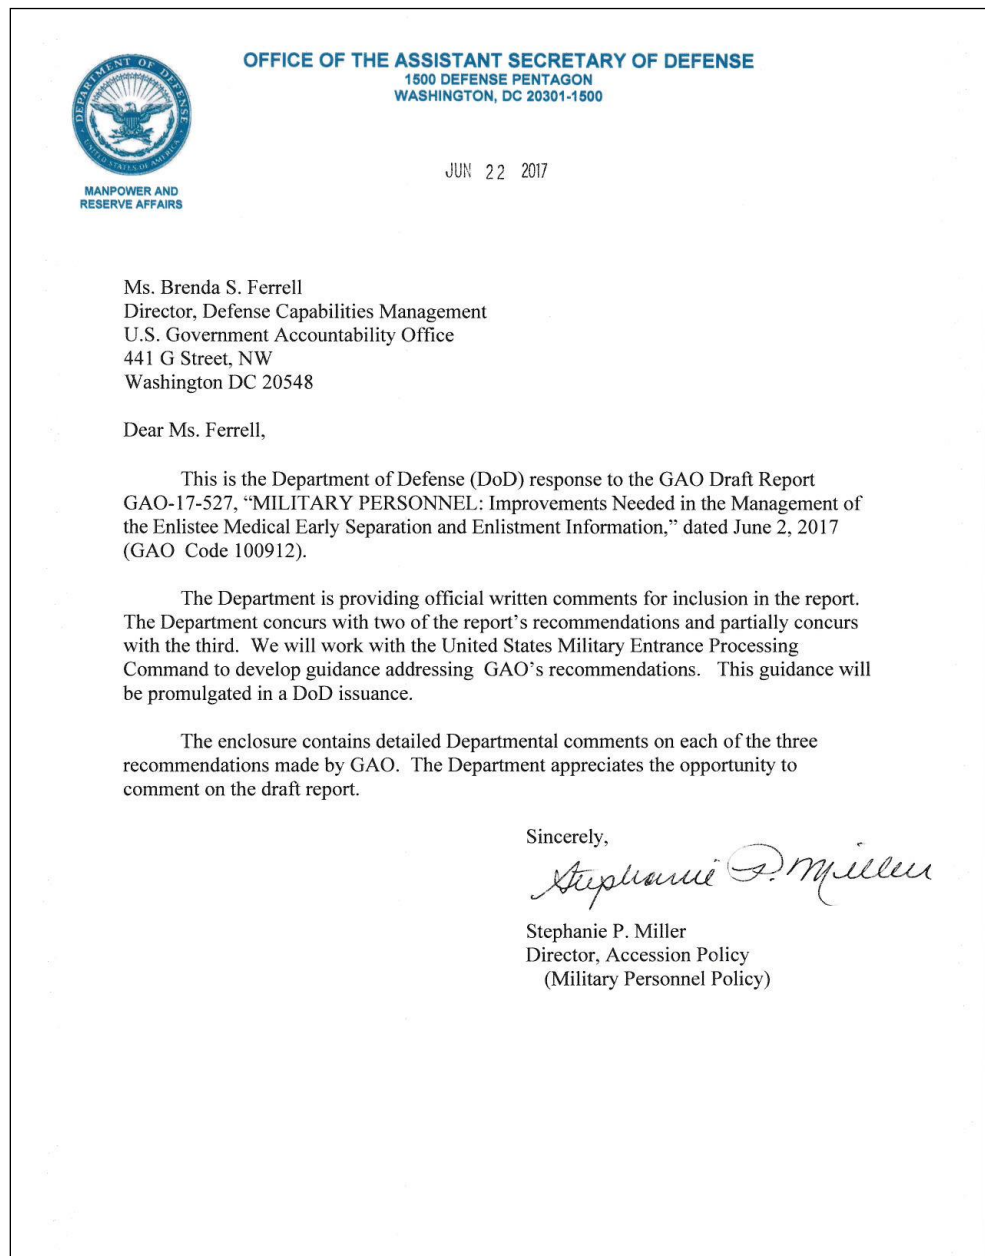 OFFICE OF THE ASSISTANT SECRETARY OF DEFENSE
1500 DEFENSE PENTAGON
WASHINGTON, DC 20301-1500
DEPARTMENT OF DEFENSE
UNITED STATES OF AMERICA
MANPOWER AND
RESERVE AFFAIRS
JUN 22 2017
Ms. Brenda S. Ferrell
Director, Defense Capabilities Management
U.S. Government Accountability Office
441 G Street, NW
Washington DC 20548
Dear Ms. Ferrell,
This is the Department of Defense (DoD) response to the GAO Draft Report
GAO-17-527, “MILITARY PERSONNEL: Improvements Needed in the Management of
the Enlistee Medical Early Separation and Enlistment Information,” dated June 2, 2017
(GAO Code 100912).
The Department is providing official written comments for inclusion in the report.
The Department concurs with two of the report’s recommendations and partially concurs
with the third. We will work with the United States Military Entrance Processing
Command to develop guidance addressing GAO’s recommendations. This guidance will
be promulgated in a DoD issuance.
The enclosure contains detailed Departmental comments on each of the three
recommendations made by GAO. The Department appreciates the opportunity to
comment on the draft report.
Sincerely,
Stephanie P. Miller
Stephanie P. Miller
Director, Accession Policy
(Military Personnel Policy)